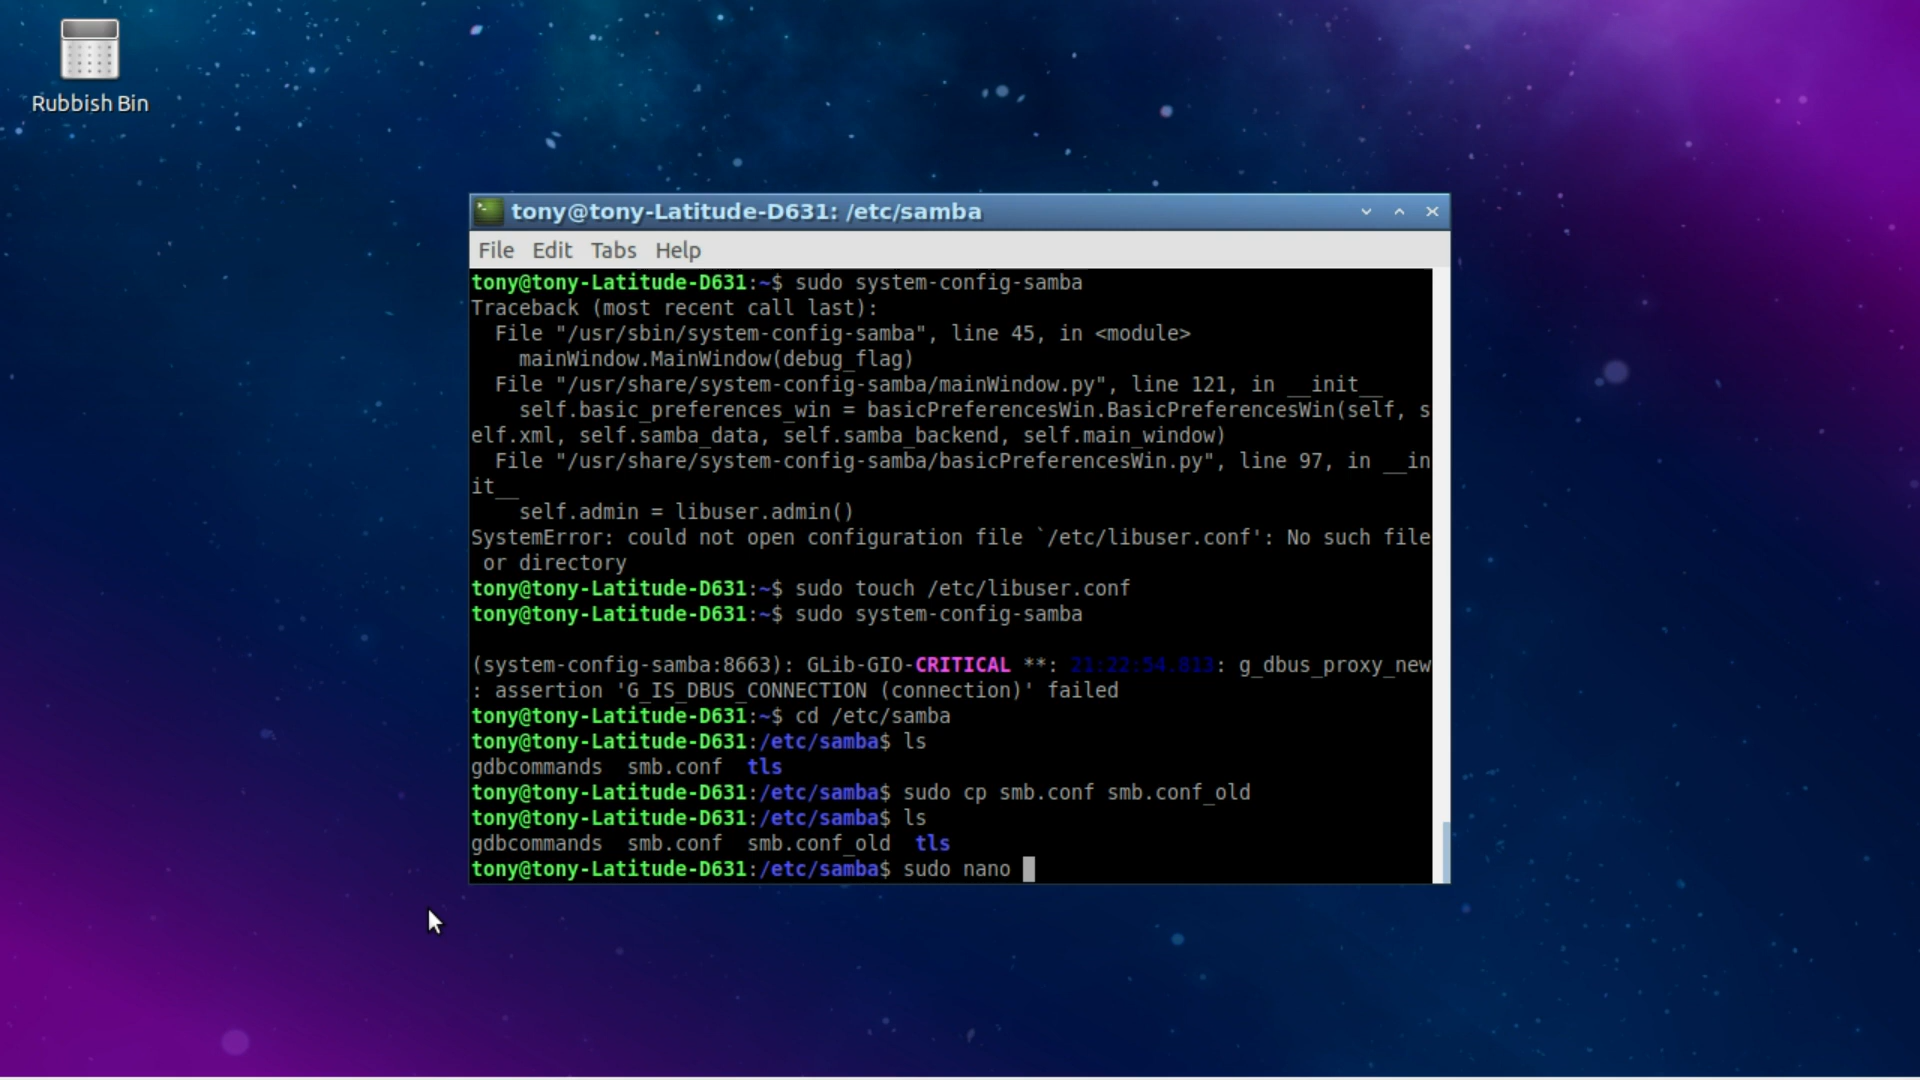 Rubbish Bin
tony@tony-Latitude-D631: /etc/samba
File Edit Tabs Help
tony@tony-Latitude-D631:~$ sudo system-config-samba
Traceback (most recent call last):
  File "/usr/sbin/system-config-samba", line 45, in <module>
    mainWindow.MainWindow(debug_flag)
  File "/usr/share/system-config-samba/mainWindow.py", line 121, in __init__
    self.basic_preferences_win = basicPreferencesWin.BasicPreferencesWin(self, s
elf.xml, self.samba_data, self.samba_backend, self.main_window)
  File "/usr/share/system-config-samba/basicPreferencesWin.py", line 97, in __in
it__
    self.admin = libuser.admin()
SystemError: could not open configuration file `/etc/libuser.conf': No such file
 or directory
tony@tony-Latitude-D631:~$ sudo touch /etc/libuser.conf
tony@tony-Latitude-D631:~$ sudo system-config-samba
(system-config-samba:8663): GLib-GIO-CRITICAL **: 21:22:54.813: g_dbus_proxy_new
: assertion 'G_IS_DBUS_CONNECTION (connection)' failed
tony@tony-Latitude-D631:~$ cd /etc/samba
tony@tony-Latitude-D631:/etc/samba$ ls
gdbcommands  smb.conf  tls
tony@tony-Latitude-D631:/etc/samba$ sudo cp smb.conf smb.conf_old
tony@tony-Latitude-D631:/etc/samba$ ls
gdbcommands  smb.conf  smb.conf_old  tls
tony@tony-Latitude-D631:/etc/samba$ sudo nano